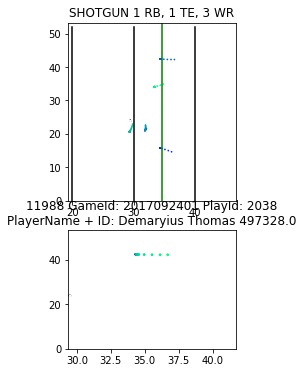 SHOTGUN 1 RB, 1 TE, 3 WR
50
40
30
20
10
0
20 30 40
11988 GameId: 2017092401 PlayId: 2038
PlayerName + ID: Demaryius Thomas 497328.0
40
20
0
30.0 32.5 35.0 37.5 40.0